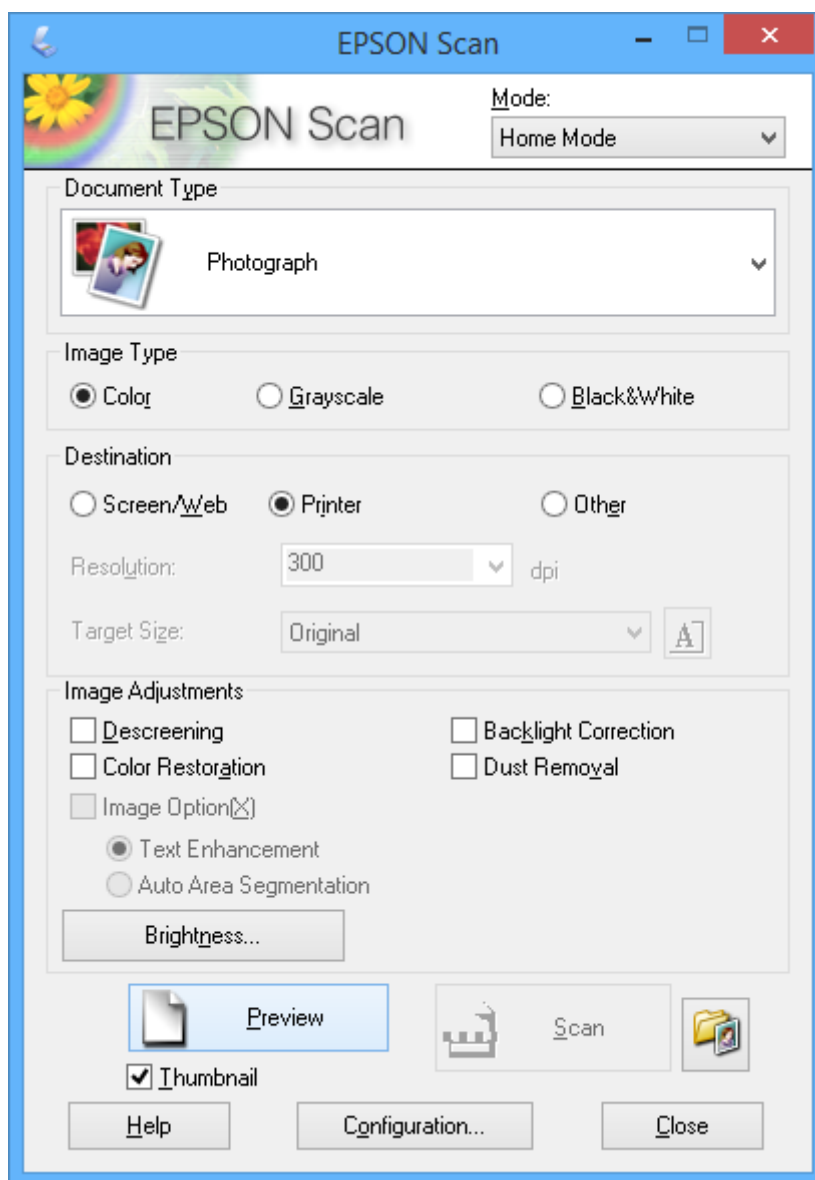 EPSON Scan
EPSON Scan
Mode:
Home Mode
Document Type
Photograph
Image Type
Color Grayscale Black&White
Destination
Screen/Web Printer Other
Resolution: 300 dpi
Target Size: Original A
Image Adjustments
Descreening Backlight Correction
Color Restoration Dust Removal
Image Option(X)
Text Enhancement
Auto Area Segmentation
Brightness...
Preview Scan
Thumbnail
Help Configuration... Close